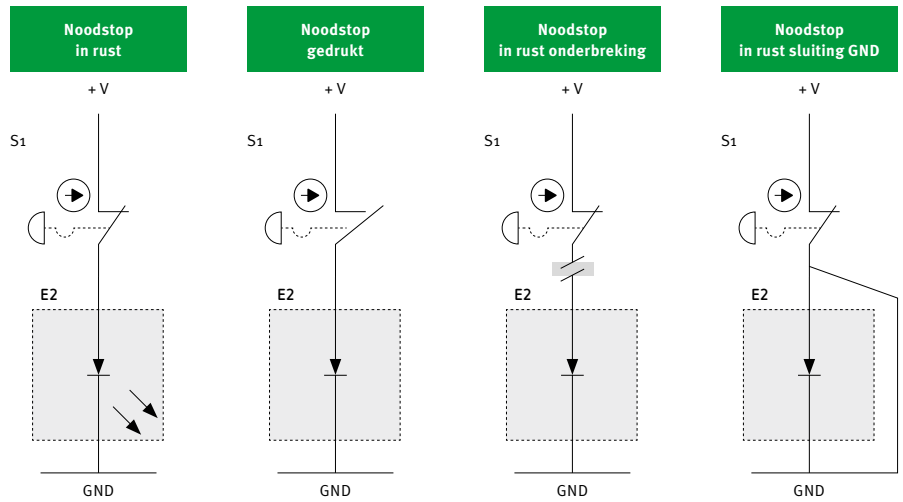 Noodstop
in rust
Noodstop
gedrukt
Noodstop
in rust onderbreking
Noodstop
in rust sluiting GND
+ V
+ V
+ V
+ V
S1
S1
S1
S1
E2
E2
E2
E2
GND
GND
GND
GND